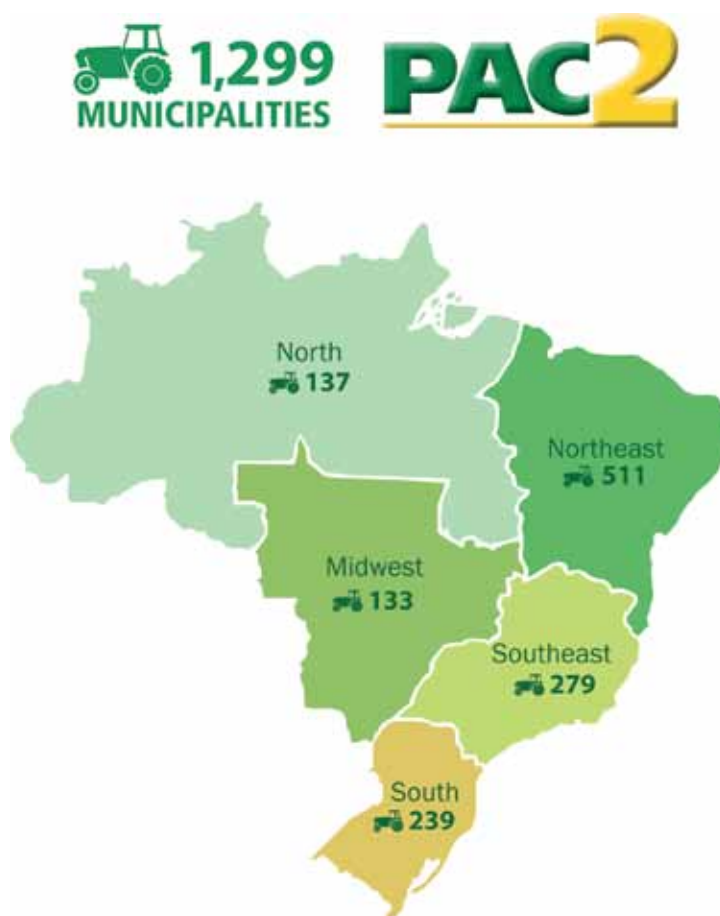 1,299
MUNICIPALITIES
PAC2
North
137
Northeast
511
Midwest
133
Southeast
279
South
239